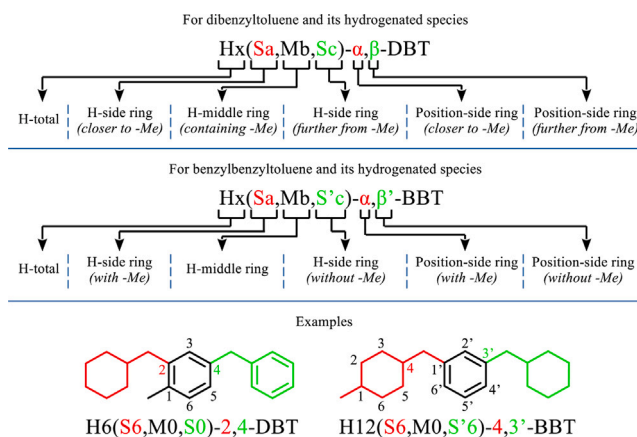 For dibenzyltoluene and its hydrogenated species
Hx(Sa,Mb,Sc)-α,β-DBT
H-total H-side ring H-middle ring H-side ring Position-side ring Position-side ring
(closer to -Me) (containing -Me) (further from -Me) (closer to -Me) (further from -Me)
For benzylbenzyltoluene and its hydrogenated species
Hx(Sa,Mb,S'c)-α,β'-BBT
H-total H-side ring H-middle ring H-side ring Position-side ring Position-side ring
(with -Me) (without -Me) (with -Me) (without -Me)
Examples
3
2 4
1 5
6
H6(S6,M0,S0)-2,4-DBT
3 2'
2 4 1' 3'
1 5 6' 4'
6 5'
H12(S6,M0,S'6)-4,3'-BBT